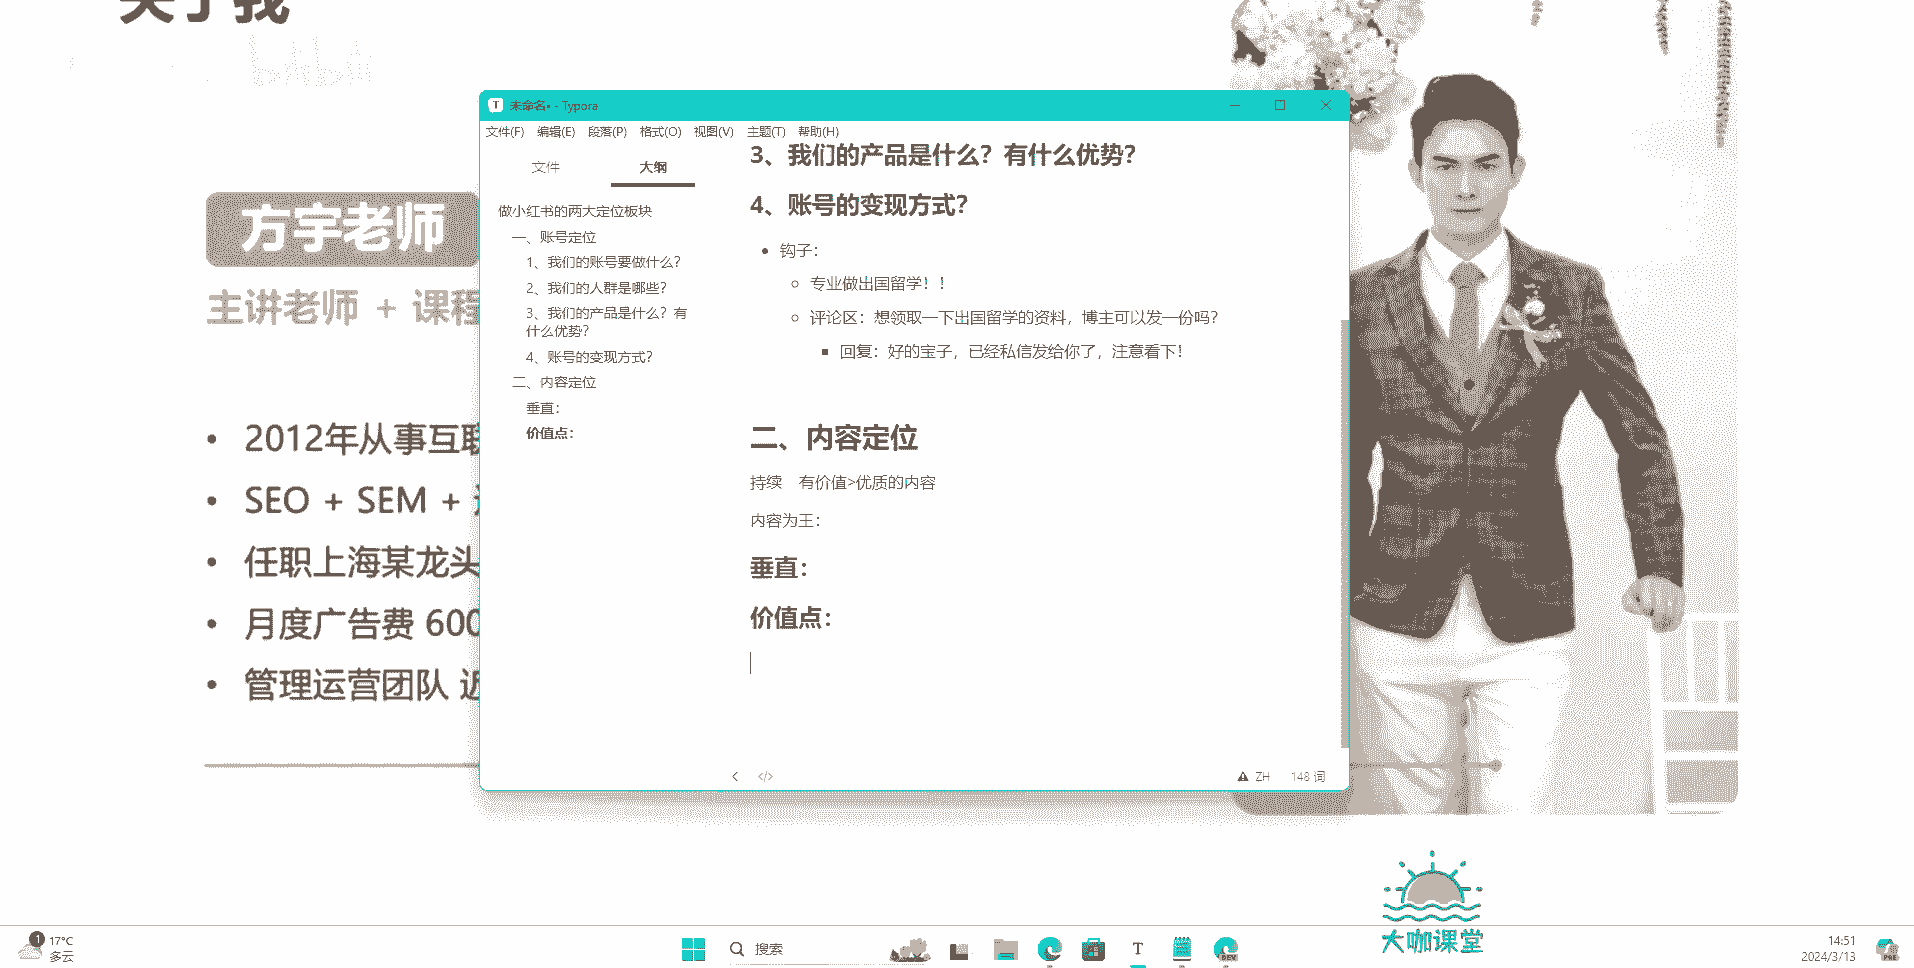 关于我
bilibili
方宇老师
主讲老师 + 课程
• 2012年从事互联
• SEO + SEM +
• 任职上海某龙头
• 月度广告费 600
• 管理运营团队 近
未命名• - Typora
文件(F) 编辑(E) 段落(P) 格式(O) 视图(V) 主题(T) 帮助(H)
文件 大纲
做小红书的两大定位板块
一、账号定位
1、我们的账号要做什么?
2、我们的人群是哪些?
3、我们的产品是什么?有
什么优势?
4、账号的变现方式?
二、内容定位
垂直:
价值点:
3、我们的产品是什么?有什么优势?
4、账号的变现方式?
• 钩子:
专业做出国留学!!
评论区:想领取一下出国留学的资料,博主可以发一份吗?
回复:好的宝子,已经私信发给你了,注意看下!
二、内容定位
持续 有价值>优质的内容
内容为王:
垂直:
价值点:
</>
ZH 148 词
大咖课堂
1
17°C
多云
搜索
DEV
14:51
2024/3/13
PRE